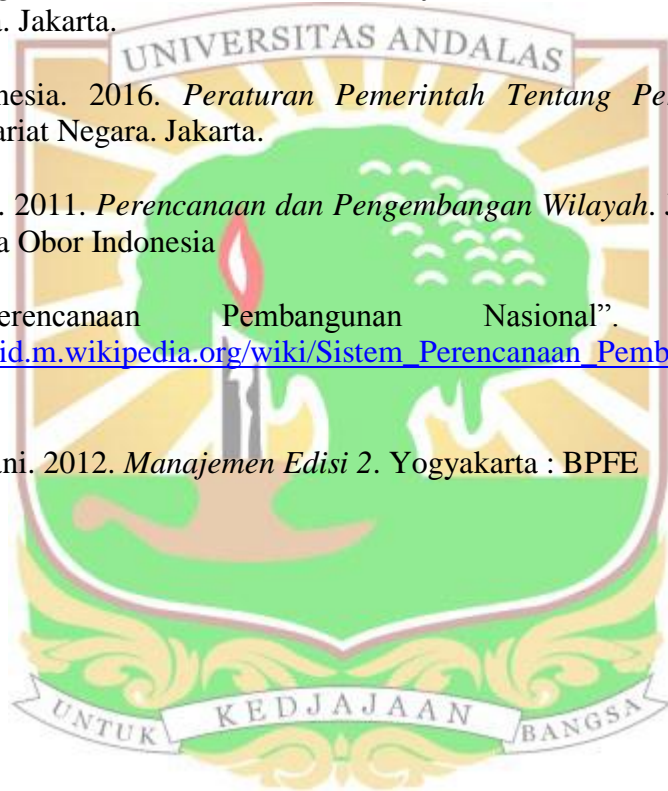 . Jakarta.
UNIVERSITAS ANDALAS
nesia. 2016. Peraturan Pemerintah Tentang Pe
ariat Negara. Jakarta.
. 2011. Perencanaan dan Pengembangan Wilayah.
a Obor Indonesia
erencanaan Pembangunan Nasional”.
id.m.wikipedia.org/wiki/Sistem_Perencanaan_Pemb
ni. 2012. Manajemen Edisi 2. Yogyakarta : BPFE
UNTUK KEDJAJAAN BANGSA